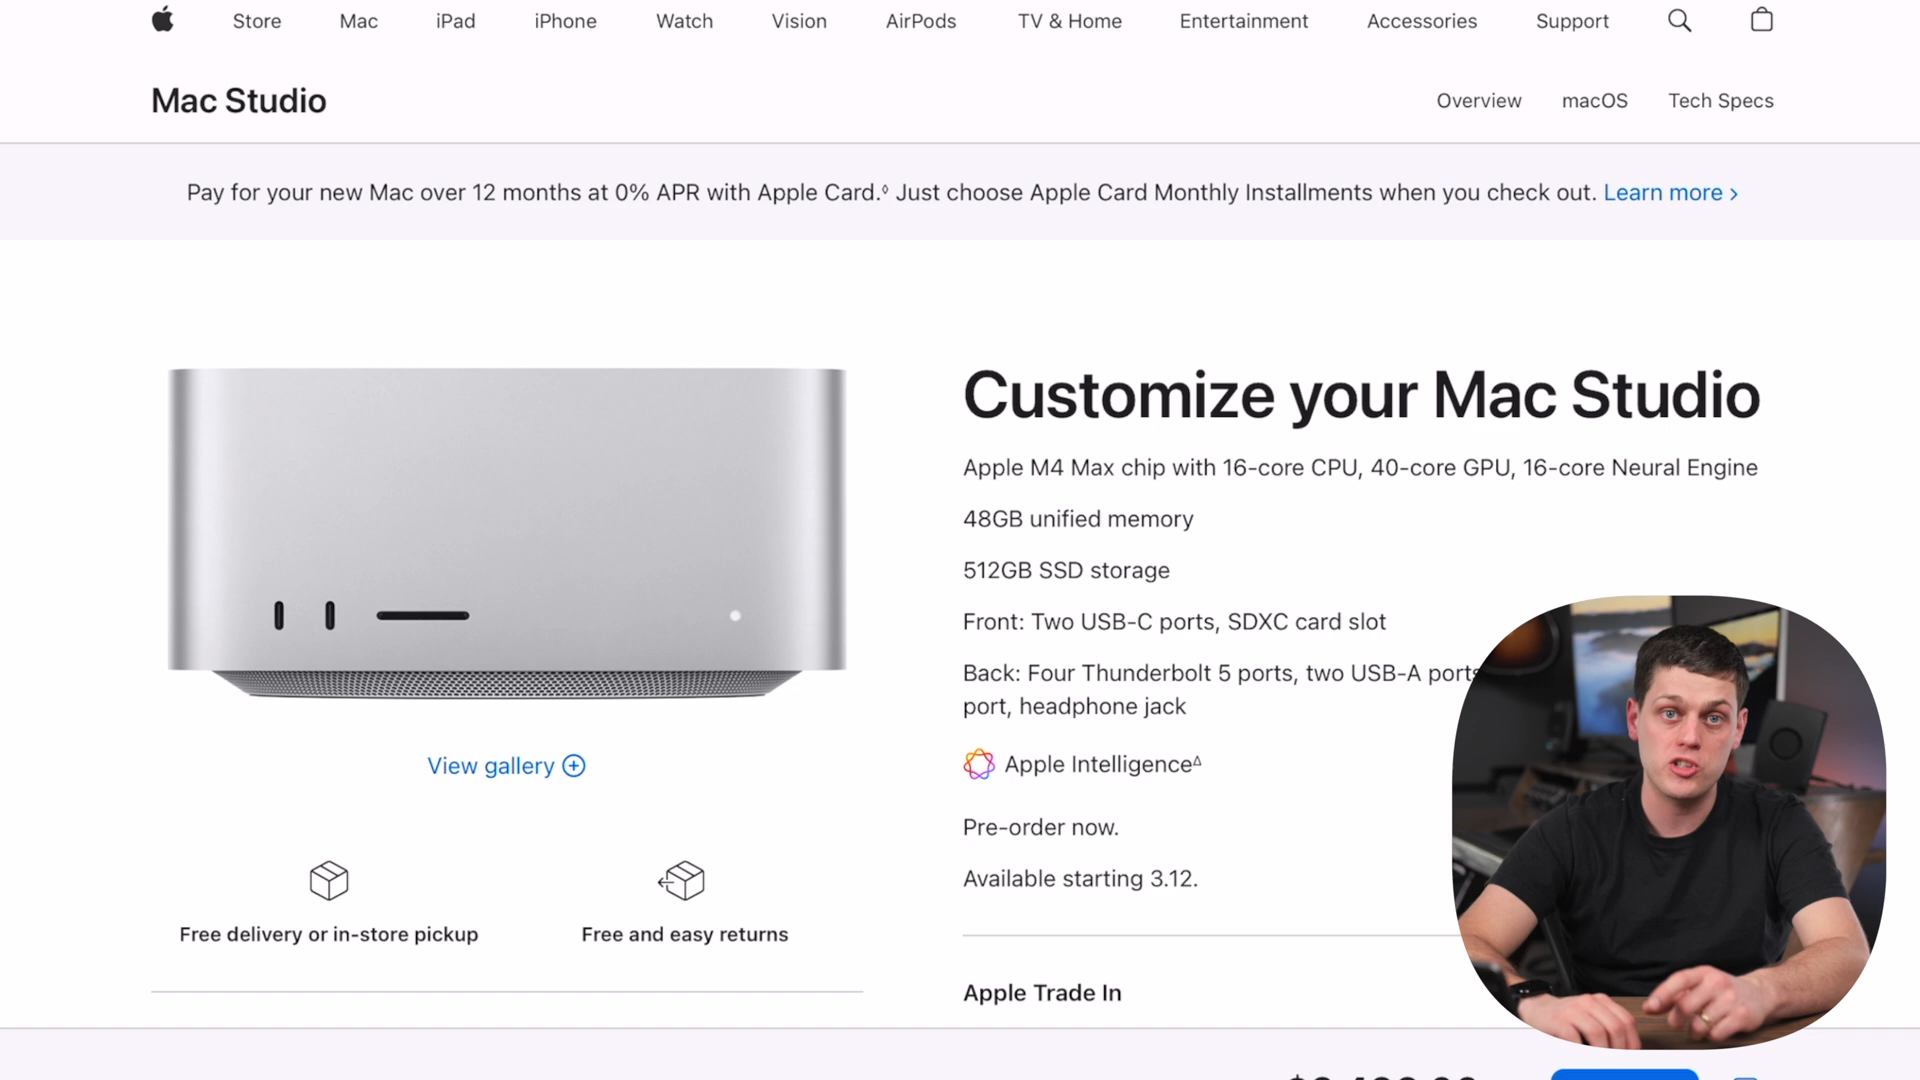 Store Mac iPad iPhone Watch Vision AirPods TV & Home Entertainment Accessories Support
Mac Studio
Overview macOS Tech Specs
Pay for your new Mac over 12 months at 0% APR with Apple Card.◊ Just choose Apple Card Monthly Installments when you check out. Learn more >
Customize your Mac Studio
Apple M4 Max chip with 16-core CPU, 40-core GPU, 16-core Neural Engine
48GB unified memory
512GB SSD storage
Front: Two USB-C ports, SDXC card slot
Back: Four Thunderbolt 5 ports, two USB-A ports
port, headphone jack
Apple IntelligenceΔ
Pre-order now.
Available starting 3.12.
View gallery
Free delivery or in-store pickup
Free and easy returns
Apple Trade In